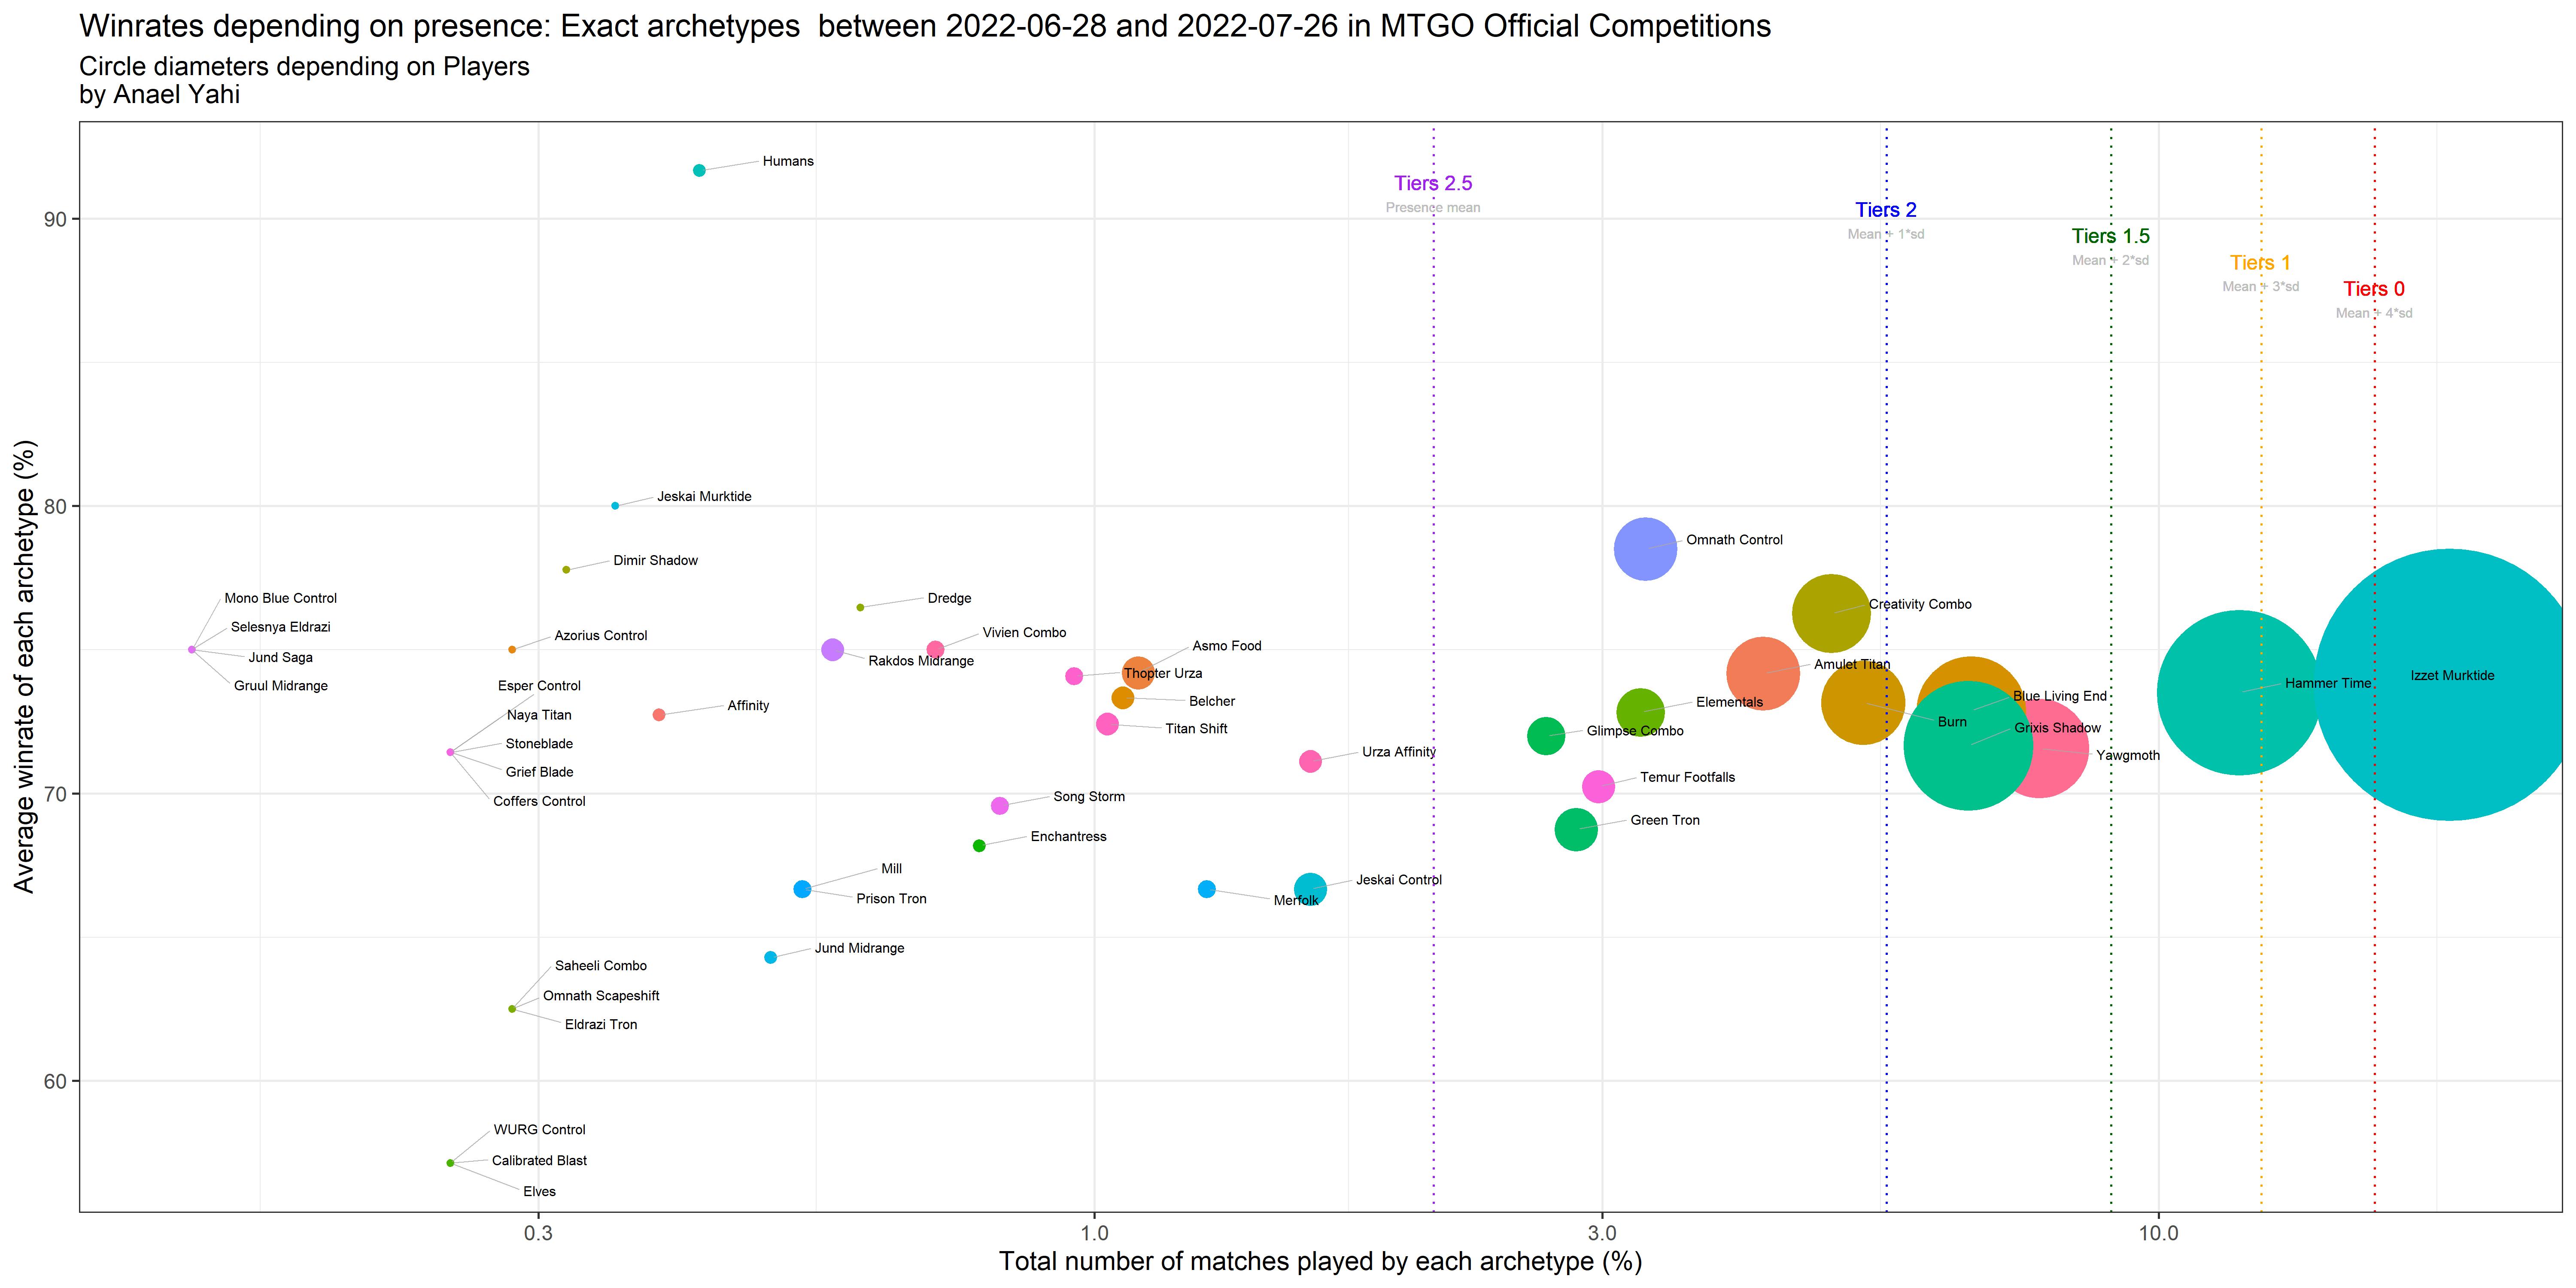 Winrates depending on presence: Exact archetypes  between 2022-06-28 and 2022-07-26 in MTGO Official Competitions
Circle diameters depending on Players
by Anael Yahi
Average winrate of each archetype (%)
90
80
70
60
Humans
Tiers 2.5
Presence mean
Tiers 2
Mean + 1*sd
Tiers 1.5
Mean + 2*sd
Tiers 1
Mean + 3*sd
Tiers 0
Mean + 4*sd
Jeskai Murktide
Omnath Control
Dimir Shadow
Mono Blue Control
Dredge
Creativity Combo
Selesnya Eldrazi
Azorius Control
Vivien Combo
Asmo Food
Jund Saga
Rakdos Midrange
Amulet Titan
Thopter Urza
Izzet Murktide
Gruul Midrange
Esper Control
Hammer Time
Blue Living End
Belcher
Elementals
Affinity
Naya Titan
Burn
Titan Shift
Grixis Shadow
Glimpse Combo
Stoneblade
Urza Affinity
Yawgmoth
Grief Blade
Temur Footfalls
Coffers Control
Song Storm
Green Tron
Enchantress
Mill
Jeskai Control
Prison Tron
Merfolk
Jund Midrange
Saheeli Combo
Omnath Scapeshift
Eldrazi Tron
WURG Control
Calibrated Blast
Elves
0.3
1.0
3.0
10.0
Total number of matches played by each archetype (%)